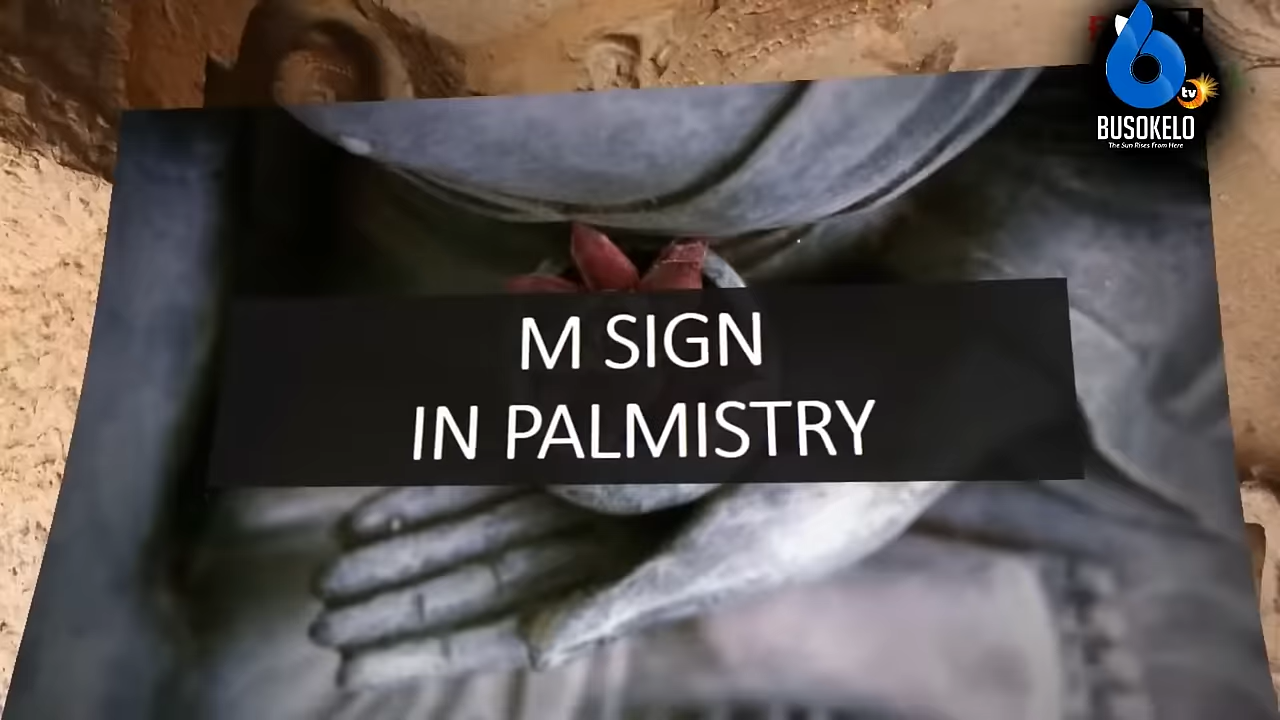 tv
BUSOKELO
The Sun Rises From Here
M SIGN
IN PALMISTRY